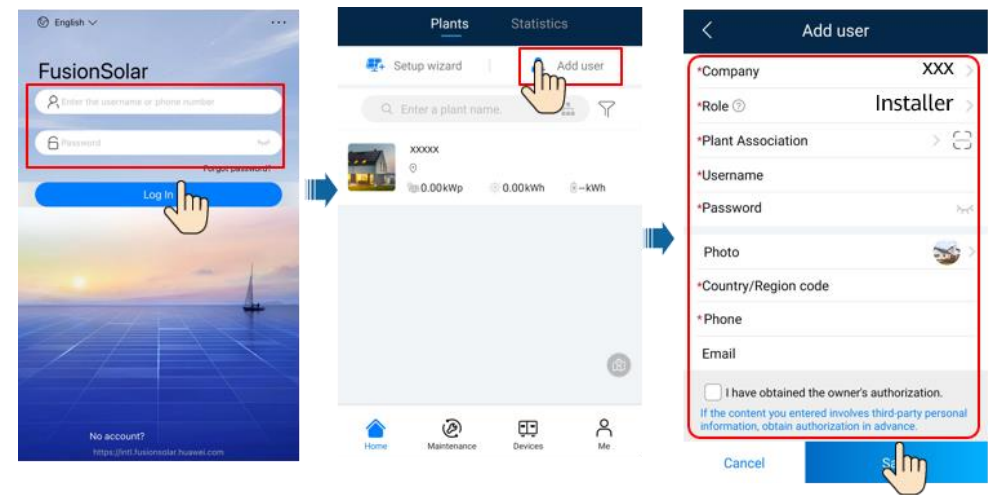 English
FusionSolar
Enter the username or phone number
Password
Forgot password?
Log In
No account?
https://intl.fusionsolar.huawei.com
Plants Statistics
Setup wizard Add user
Enter a plant name.
xxxxx
0.00kWp 0.00kWh --kWh
Home Maintenance Devices Me
Add user
*Company XXX
*Role Installer
*Plant Association
*Username
*Password
Photo
*Country/Region code
*Phone
Email
I have obtained the owner's authorization.
If the content you entered involves third-party personal
information, obtain authorization in advance.
Cancel